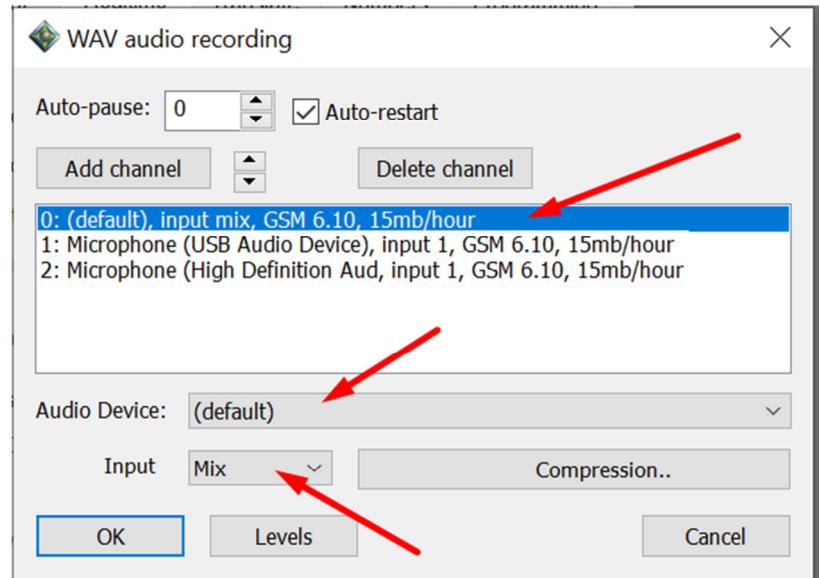 WAV audio recording
Auto-pause: 0 Auto-restart
Add channel Delete channel
0: (default), input mix, GSM 6.10, 15mb/hour
1: Microphone (USB Audio Device), input 1, GSM 6.10, 15mb/hour
2: Microphone (High Definition Aud, input 1, GSM 6.10, 15mb/hour
Audio Device: (default)
Input Mix Compression..
OK Levels Cancel